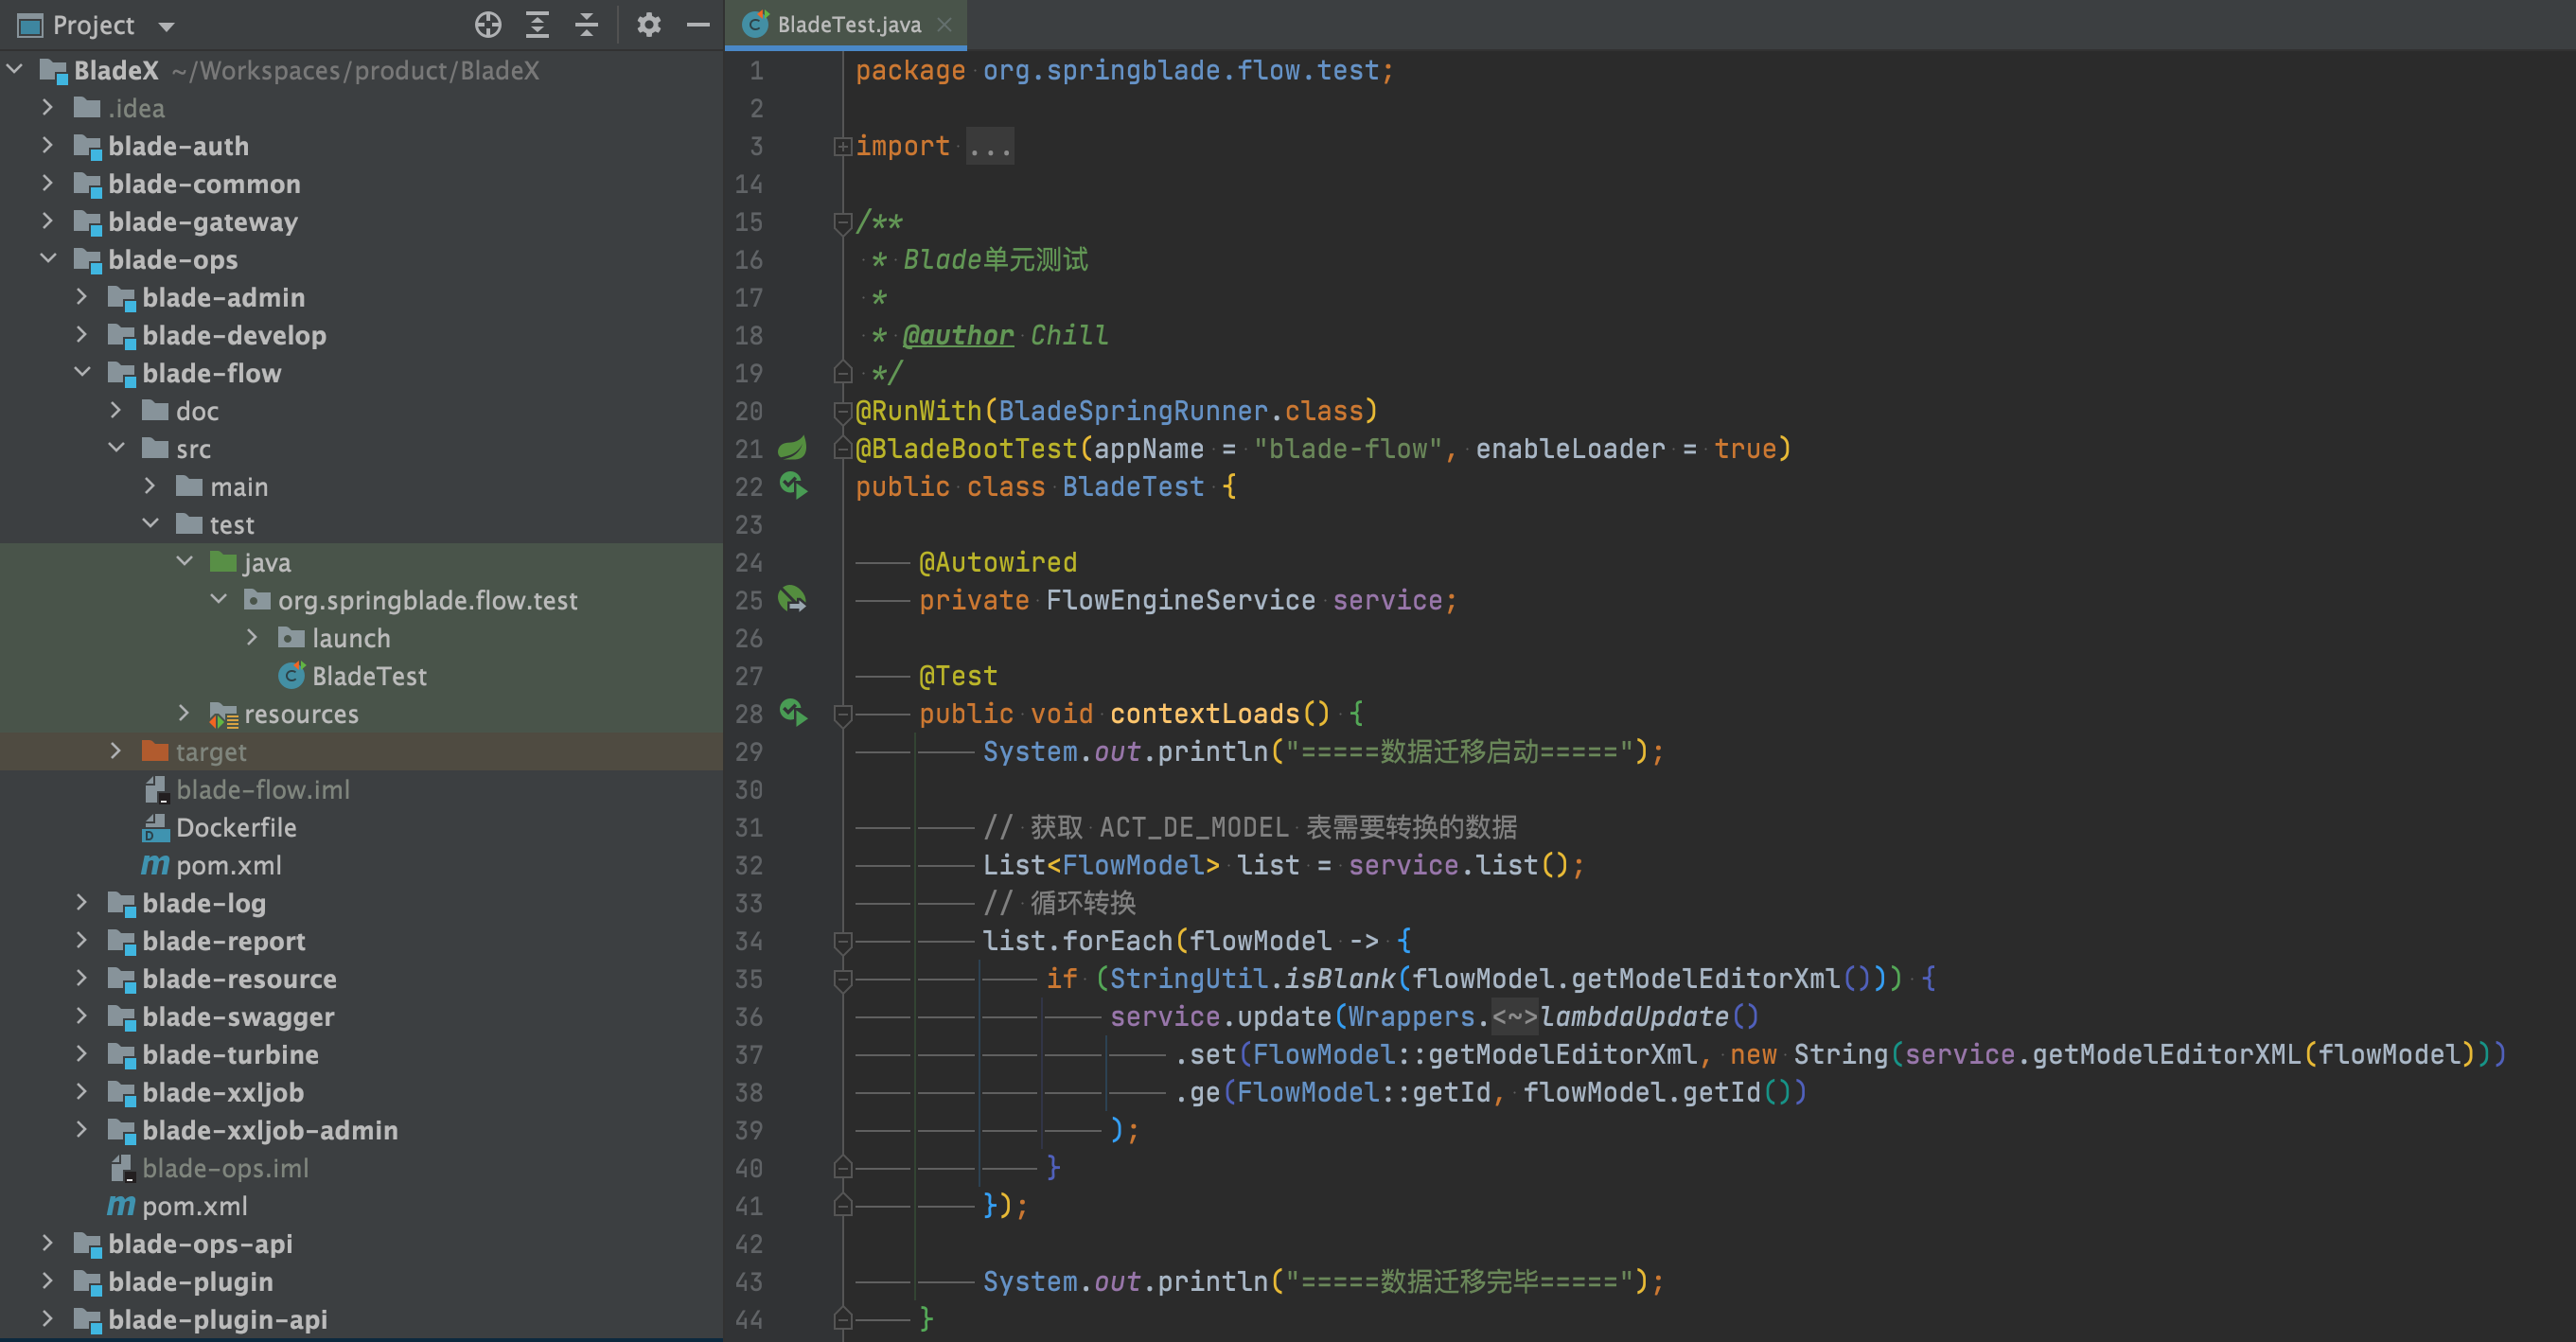 Project
BladeX ~/Workspaces/product/BladeX
.idea
blade-auth
blade-common
blade-gateway
blade-ops
blade-admin
blade-develop
blade-flow
doc
src
main
test
java
org.springblade.flow.test
launch
BladeTest
resources
target
blade-flow.iml
Dockerfile
pom.xml
blade-log
blade-report
blade-resource
blade-swagger
blade-turbine
blade-xxljob
blade-xxljob-admin
blade-ops.iml
pom.xml
blade-ops-api
blade-plugin
blade-plugin-api
BladeTest.java
1 package org.springblade.flow.test;
2
3 import ...
14
15 /**
16 * Blade单元测试
17 *
18 * @author Chill
19 */
20 @RunWith(BladeSpringRunner.class)
21 @BladeBootTest(appName = "blade-flow", enableLoader = true)
22 public class BladeTest {
23
24 @Autowired
25 private FlowEngineService service;
26
27 @Test
28 public void contextLoads() {
29 System.out.println("=====数据迁移启动=====");
30
31 // 获取 ACT_DE_MODEL 表需要转换的数据
32 List<FlowModel> list = service.list();
33 // 循环转换
34 list.forEach(flowModel -> {
35 if (StringUtil.isBlank(flowModel.getModelEditorXml())) {
36 service.update(Wrappers.<~>lambdaUpdate()
37 .set(FlowModel::getModelEditorXml, new String(service.getModelEditorXML(flowModel)))
38 .ge(FlowModel::getId, flowModel.getId())
39 );
40 }
41 });
42
43 System.out.println("=====数据迁移完毕=====");
44 }